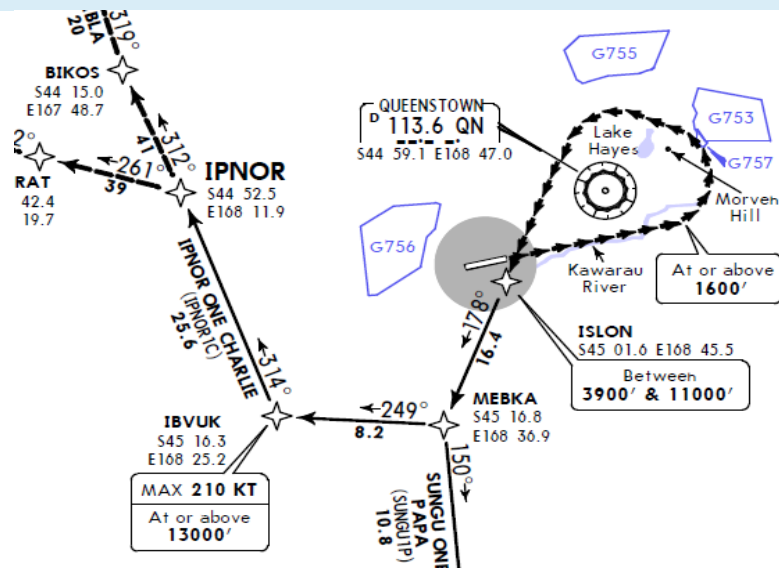 319°
BLA
20
BIKOS
S44 15.0
E167 48.7
312°
41
2°
261°
39
RAT
42.4
19.7
IPNOR
S44 52.5
E168 11.9
IPNOR ONE CHARLIE
(IPNOR1C)
25.6
314°
G755
QUEENSTOWN
D 113.6 QN
S44 59.1 E168 47.0
Lake
Hayes
G753
G757
Morven
Hill
G756
Kawarau
River
At or above
1600'
178°
16.4
ISLON
S45 01.6 E168 45.5
Between
3900' & 11000'
MEBKA
S45 16.8
E168 36.9
249°
8.2
IBVUK
S45 16.3
E168 25.2
MAX 210 KT
At or above
13000'
150°
SUNGU ONE
PAPA
(SUNGU1P)
10.8